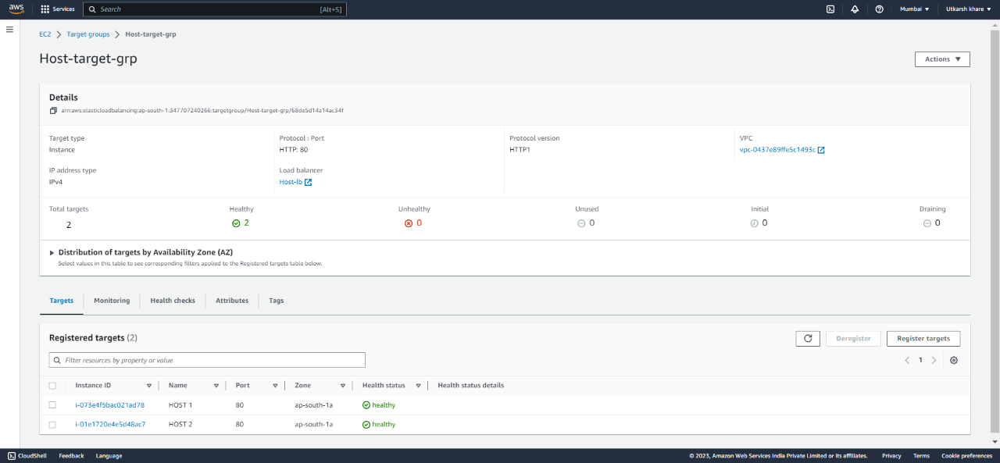 aws Services Search [Alt+S] Mumbai Utkarsh khare
EC2 Target groups Host-target-grp
Host-target-grp
Actions
Details
arn:aws:elasticloadbalancing:ap-south-1:347707240266:targetgroup/Host-target-grp/68de5d14a14ac34f
Target type Protocol : Port Protocol version VPC
Instance HTTP: 80 HTTP1 vpc-0437e89ffe5c1493c
IP address type Load balancer
IPv4 Host-lb
Total targets Healthy Unhealthy Unused Initial Draining
2 2 0 0 0 0
Distribution of targets by Availability Zone (AZ)
Select values in this table to see corresponding filters applied to the Registered targets table below.
Targets Monitoring Health checks Attributes Tags
Registered targets (2) Deregister Register targets
Filter resources by property or value 1
Instance ID Name Port Zone Health status Health status details
i-073e4f5bac021ad78 HOST 1 80 ap-south-1a healthy
i-01e1720e4e5d48ac7 HOST 2 80 ap-south-1a healthy
CloudShell Feedback Language © 2023, Amazon Web Services India Private Limited or its affiliates. Privacy Terms Cookie preferences